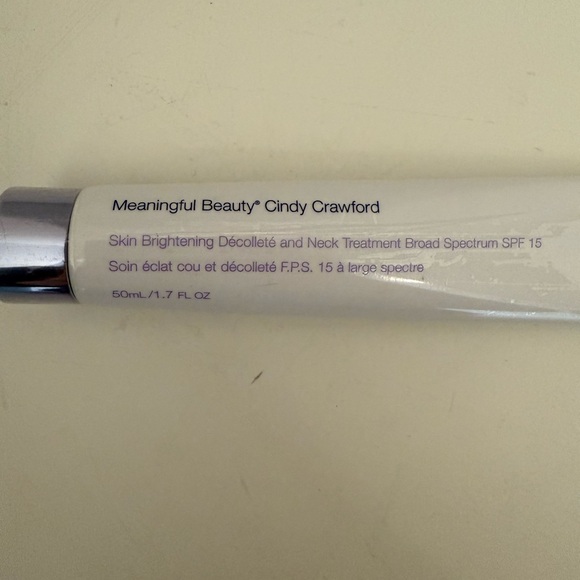 Meaningful Beauty® Cindy Crawford
Skin Brightening Décolleté and Neck Treatment Broad Spectrum SPF 15
Soin éclat cou et décolleté F.P.S. 15 à large spectre
50mL/1.7 FL OZ